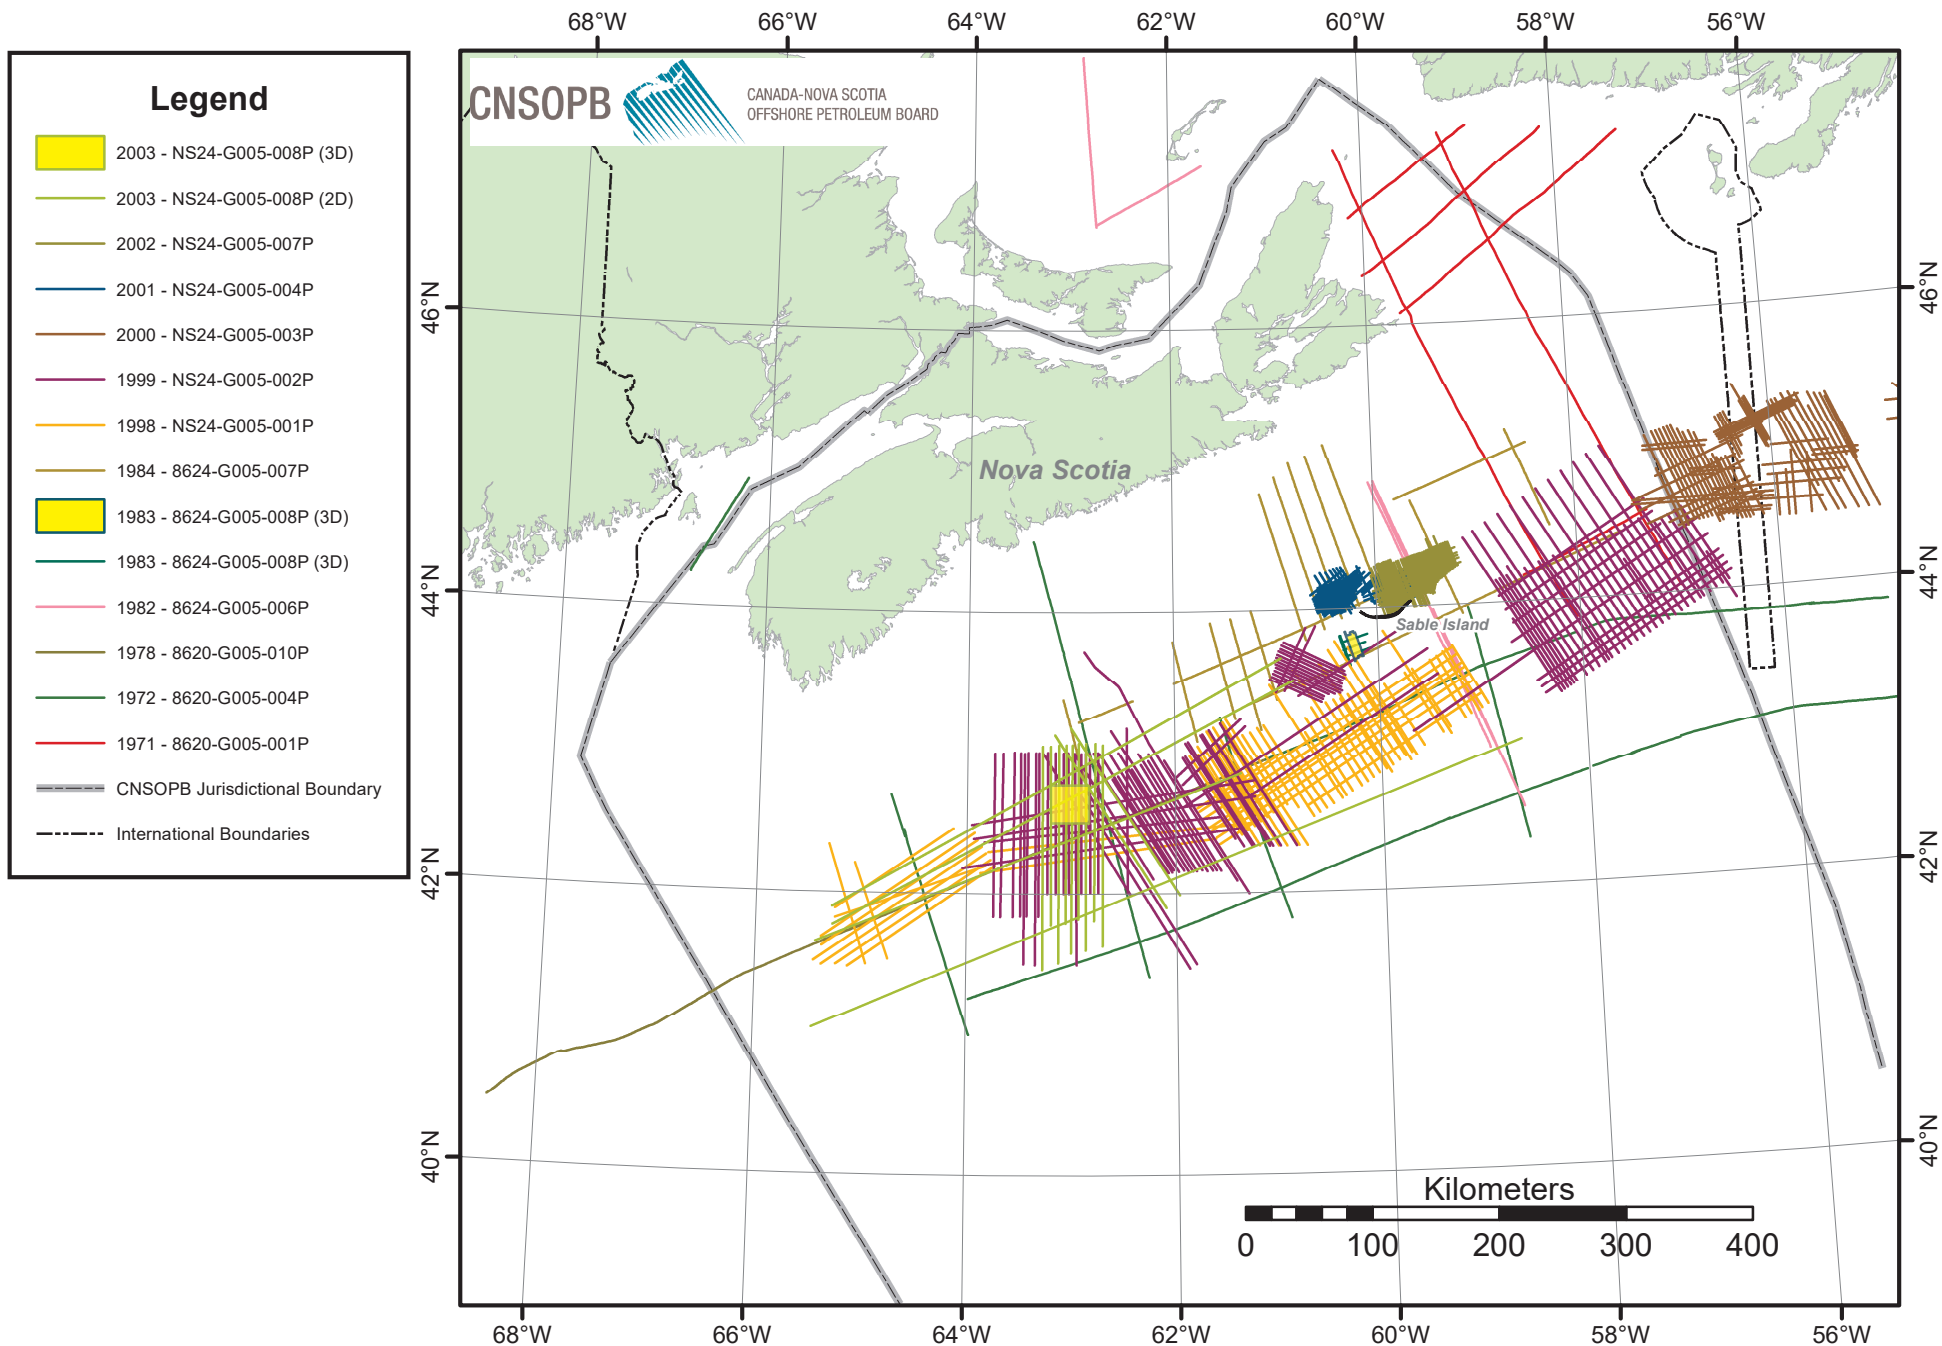 68°W 66°W 64°W 62°W 60°W 58°W 56°W
Legend
2003 - NS24-G005-008P (3D)
2003 - NS24-G005-008P (2D)
2002 - NS24-G005-007P
2001 - NS24-G005-004P
2000 - NS24-G005-003P
1999 - NS24-G005-002P
1998 - NS24-G005-001P
1984 - 8624-G005-007P
1983 - 8624-G005-008P (3D)
1983 - 8624-G005-008P (3D)
1982 - 8624-G005-006P
1978 - 8620-G005-010P
1972 - 8620-G005-004P
1971 - 8620-G005-001P
CNSOPB Jurisdictional Boundary
International Boundaries
CNSOPB
CANADA-NOVA SCOTIA
OFFSHORE PETROLEUM BOARD
46°N
44°N
42°N
40°N
Nova Scotia
Sable Island
46°N
44°N
42°N
40°N
Kilometers
0 100 200 300 400
68°W 66°W 64°W 62°W 60°W 58°W 56°W